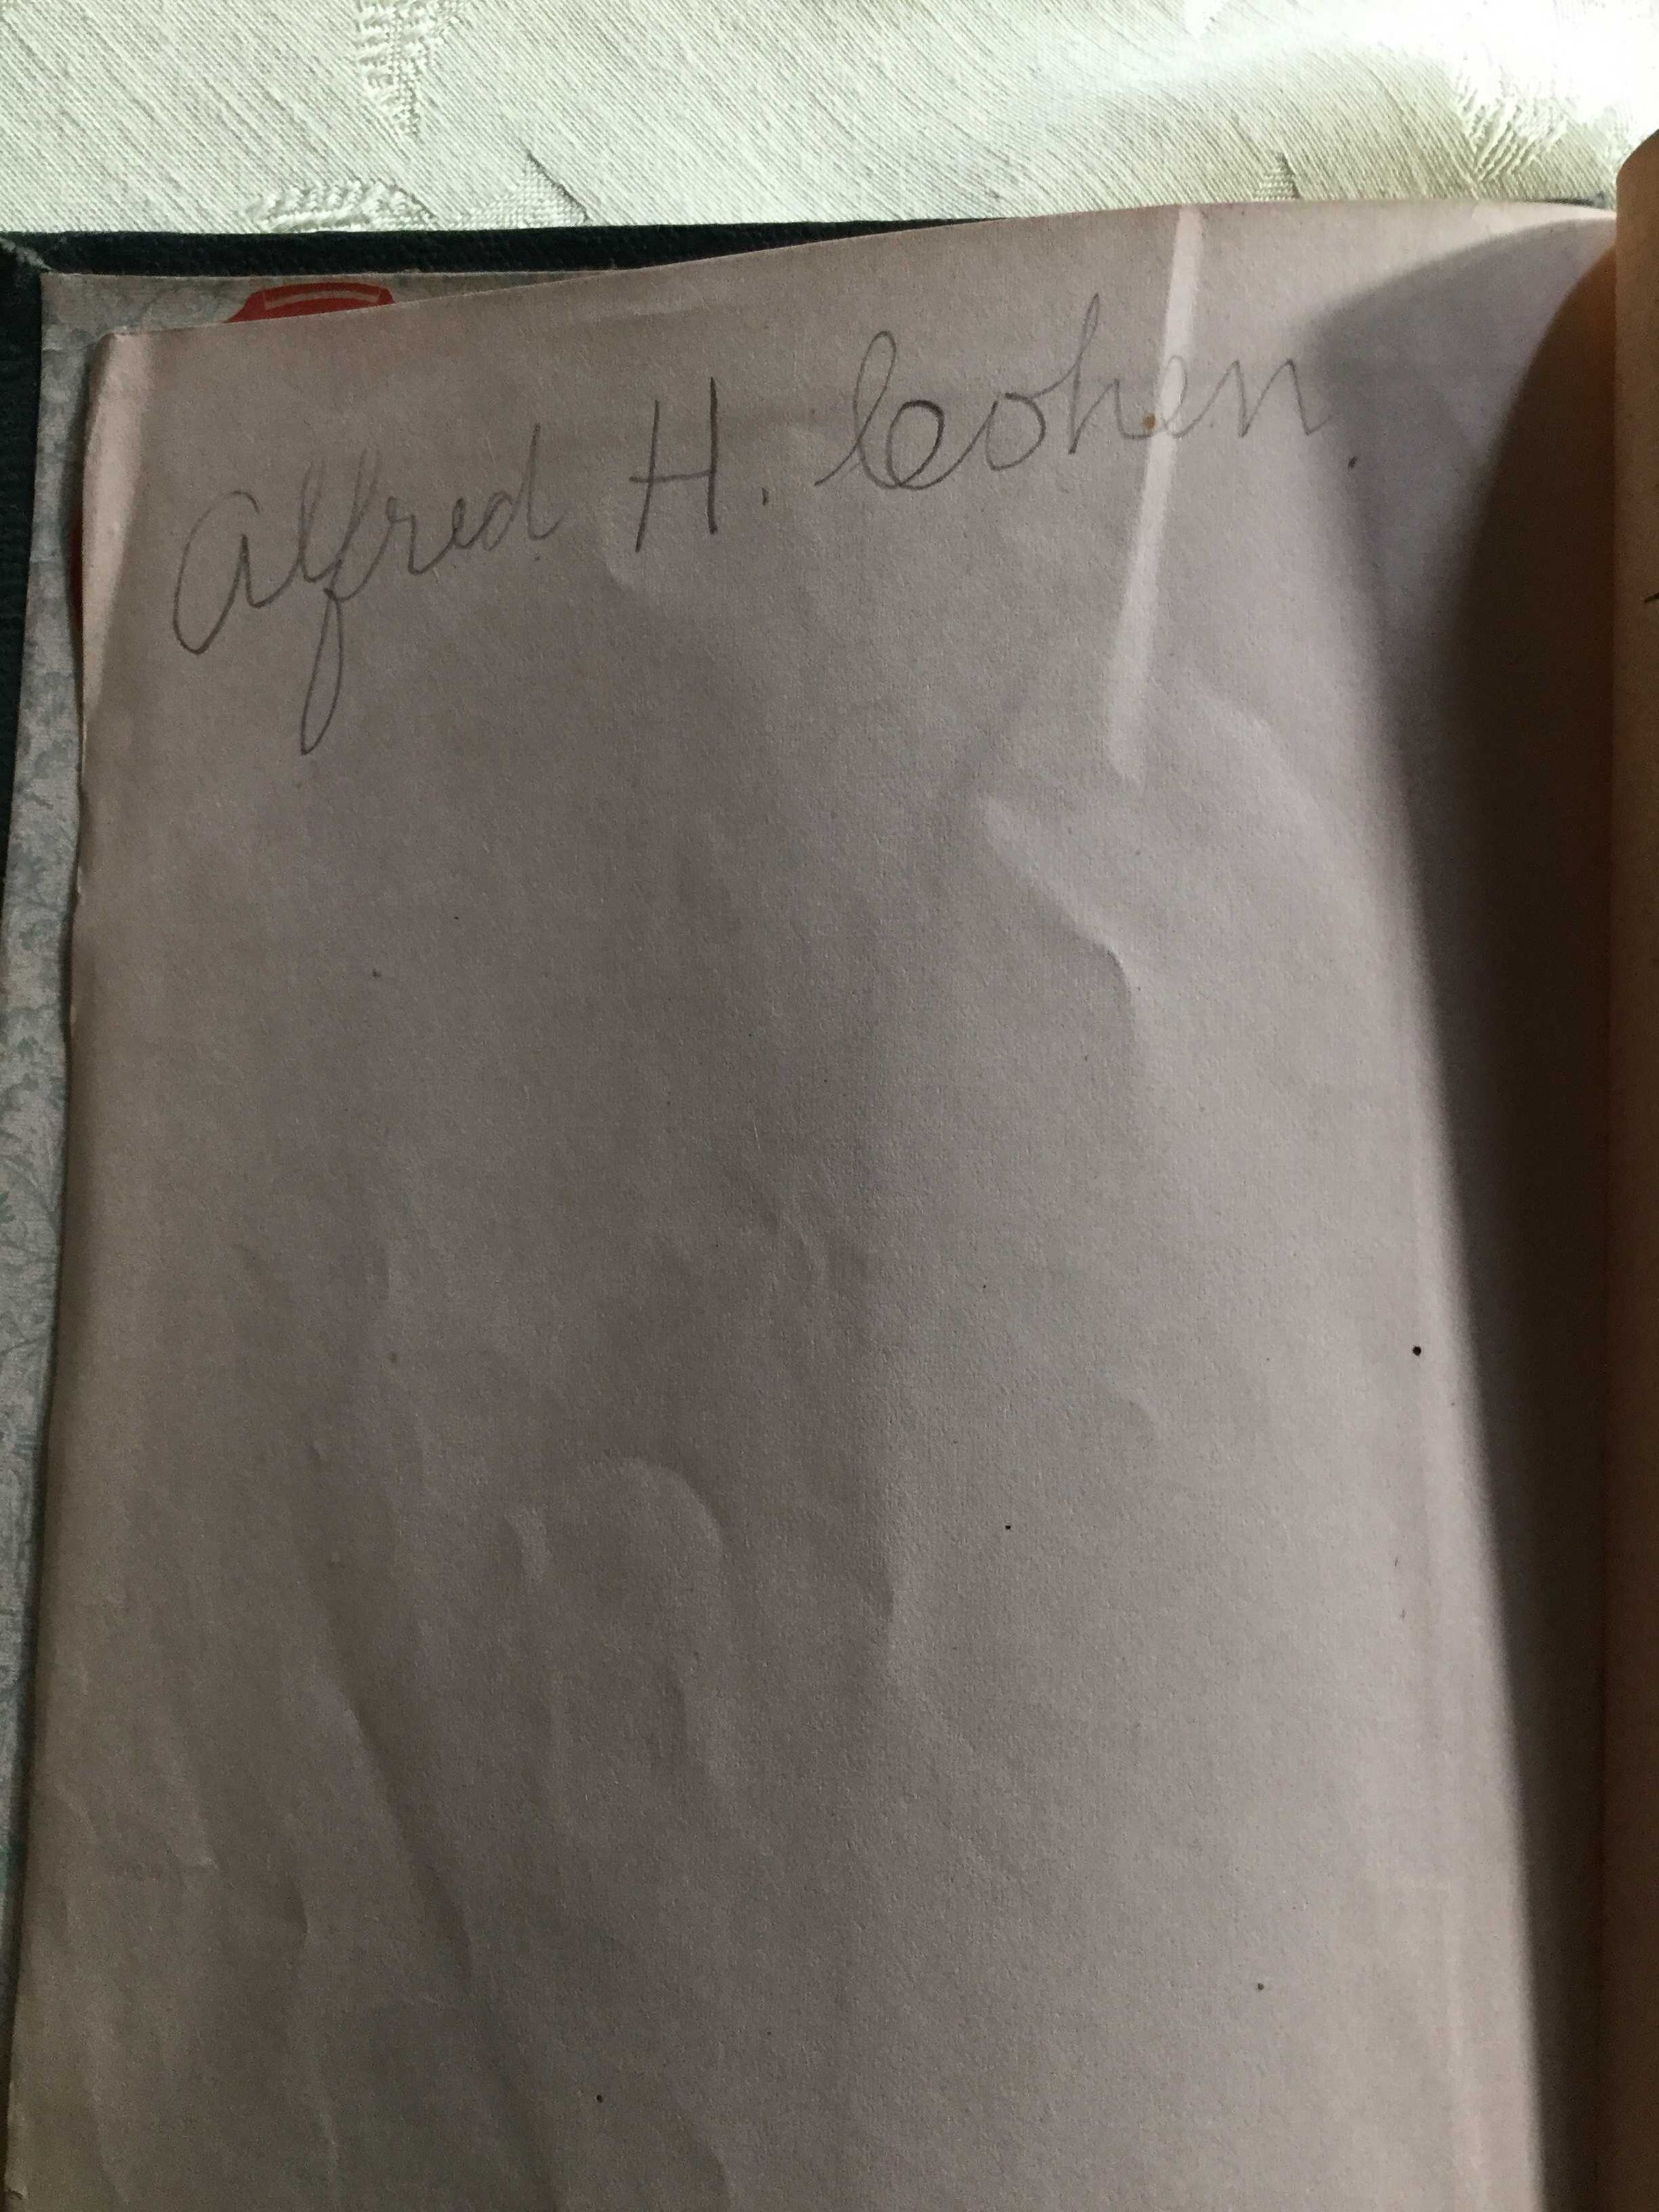 Alfred H. Cohen.